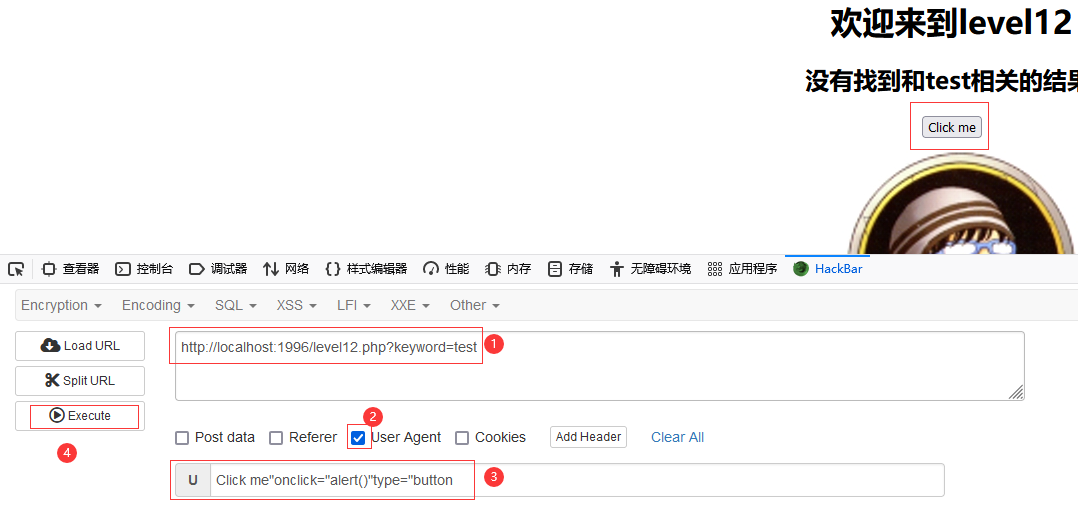 欢迎来到level12
没有找到和test相关的结果
Click me
查看器 控制台 调试器 网络 样式编辑器 性能 内存 存储 无障碍环境 应用程序 HackBar
Encryption Encoding SQL XSS LFI XXE Other
Load URL
http://localhost:1996/level12.php?keyword=test 1
Split URL
Execute
4
2
Post data Referer User Agent Cookies Add Header Clear All
U Click me"onclick="alert()"type="button 3